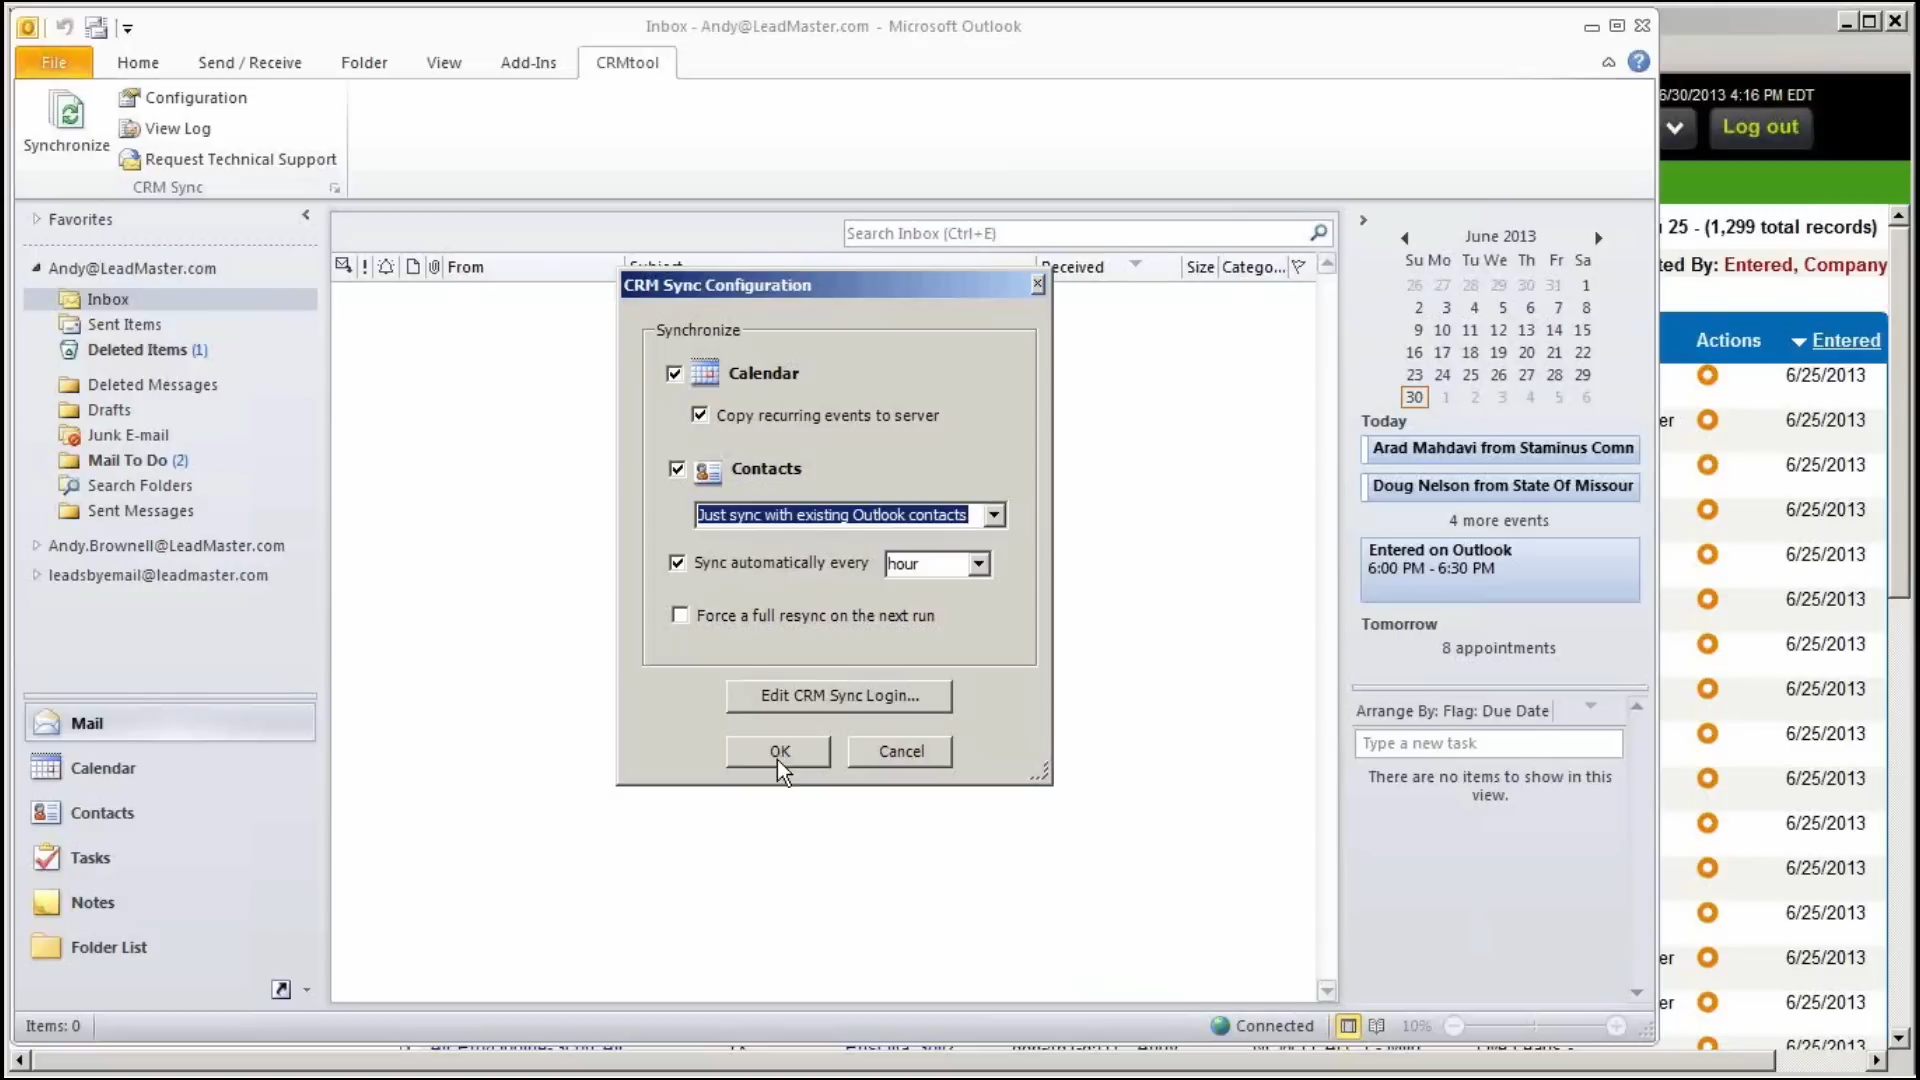 Inbox - Andy@LeadMaster.com - Microsoft Outlook
File Home Send / Receive Folder View Add-Ins CRMtool
Synchronize
Configuration
View Log
Request Technical Support
CRM Sync
6/30/2013 4:16 PM EDT
Log out
25 - (1,299 total records)
ted By: Entered, Company
Actions Entered
6/25/2013
er 6/25/2013
6/25/2013
6/25/2013
6/25/2013
6/25/2013
6/25/2013
6/25/2013
6/25/2013
6/25/2013
6/25/2013
6/25/2013
6/25/2013
er 6/25/2013
er 6/25/2013
6/25/2013
Favorites
Andy@LeadMaster.com
Inbox
Sent Items
Deleted Items (1)
Deleted Messages
Drafts
Junk E-mail
Mail To Do (2)
Search Folders
Sent Messages
Andy.Brownell@LeadMaster.com
leadsbyemail@leadmaster.com
Mail
Calendar
Contacts
Tasks
Notes
Folder List
Items: 0
Search Inbox (Ctrl+E)
! From Subject Received Size Catego...
CRM Sync Configuration
Synchronize
Calendar
Copy recurring events to server
Contacts
Just sync with existing Outlook contacts
Sync automatically every hour
Force a full resync on the next run
Edit CRM Sync Login...
OK Cancel
June 2013
Su Mo Tu We Th Fr Sa
26 27 28 29 30 31 1
2 3 4 5 6 7 8
9 10 11 12 13 14 15
16 17 18 19 20 21 22
23 24 25 26 27 28 29
30 1 2 3 4 5 6
Today
Arad Mahdavi from Staminus Comn
Doug Nelson from State Of Missour
4 more events
Entered on Outlook
6:00 PM - 6:30 PM
Tomorrow
8 appointments
Arrange By: Flag: Due Date
Type a new task
There are no items to show in this
view.
Connected 10%